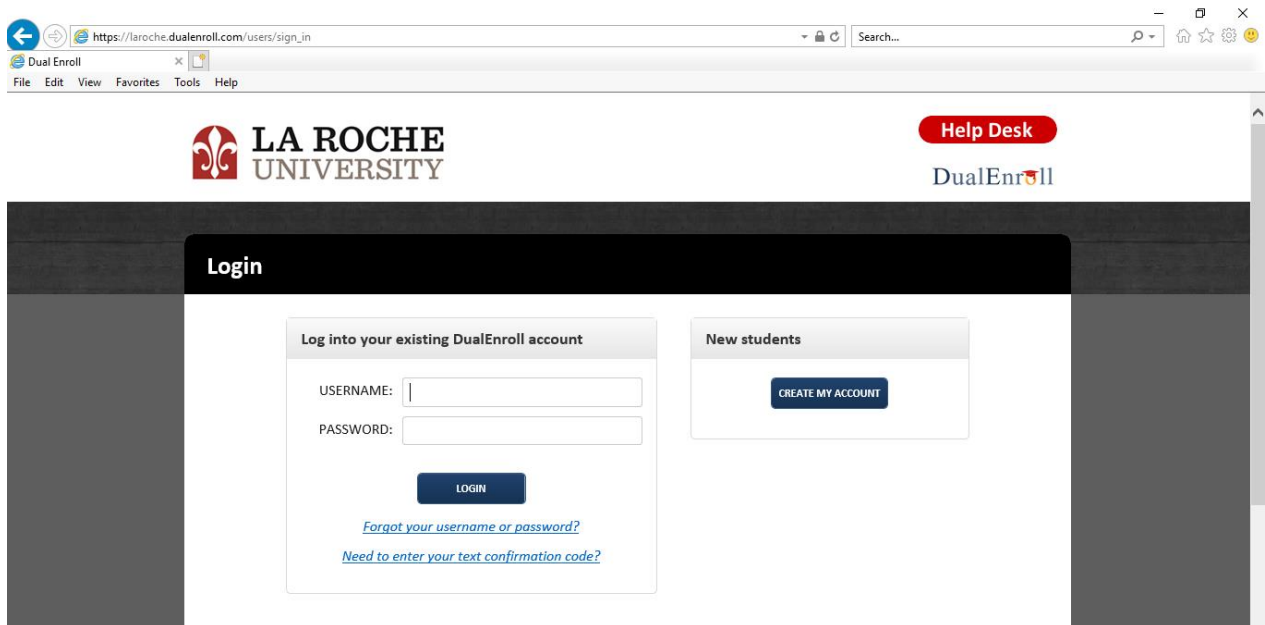 https://laroche.dualenroll.com/users/sign_in
Search...
Dual Enroll
File Edit View Favorites Tools Help
LA ROCHE
UNIVERSITY
Help Desk
DualEnroll
Login
Log into your existing DualEnroll account
New students
USERNAME:
CREATE MY ACCOUNT
PASSWORD:
LOGIN
Forgot your username or password?
Need to enter your text confirmation code?